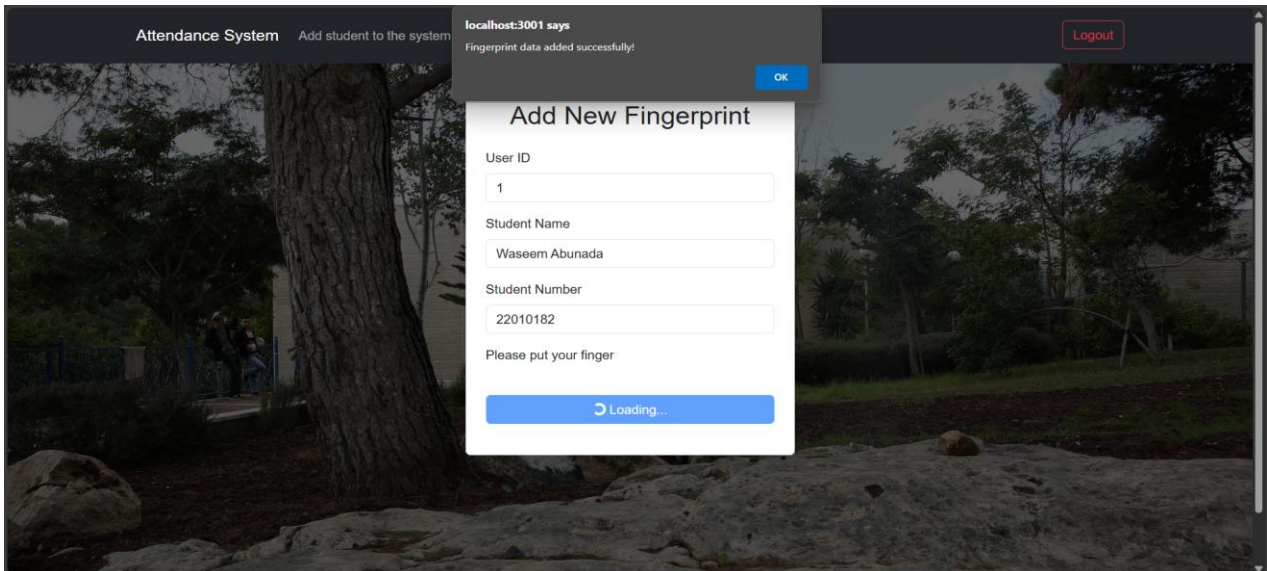 Attendance System Add student to the system
localhost:3001 says
Fingerprint data added successfully!
OK
Logout
Add New Fingerprint
User ID
1
Student Name
Waseem Abunada
Student Number
22010182
Please put your finger
Loading...